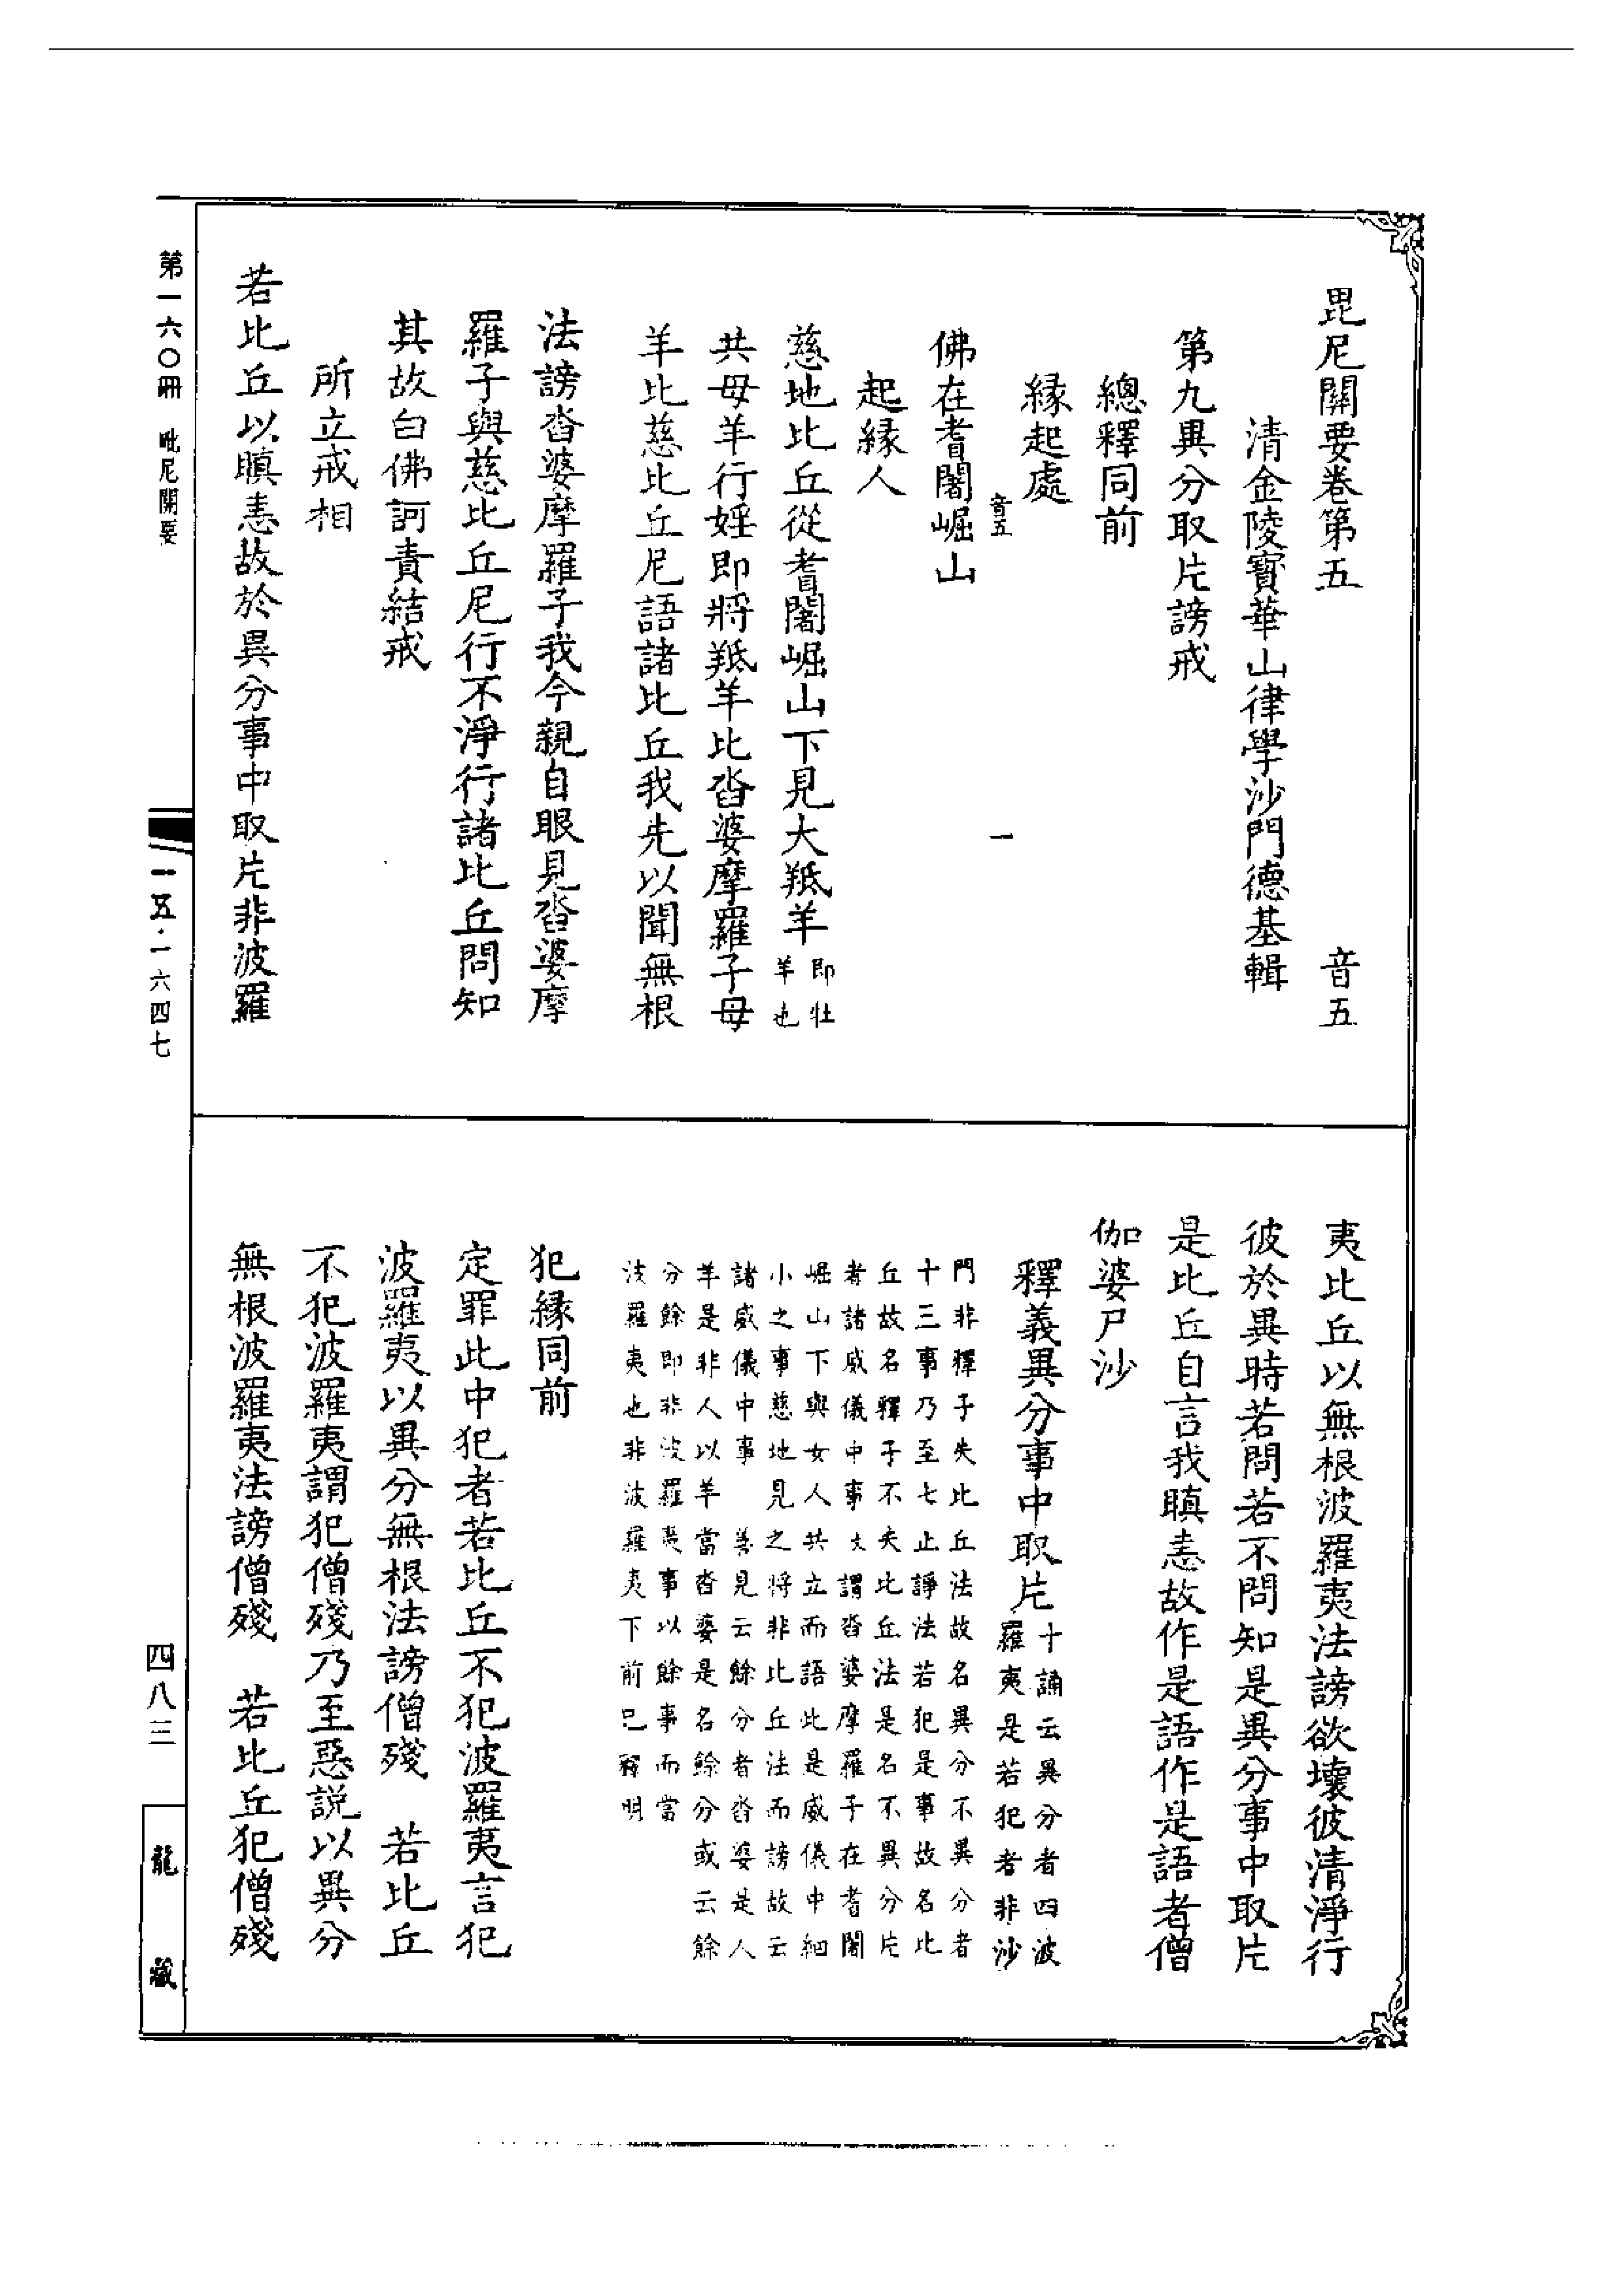 毘尼關要卷第五 音五
清金陵寶華山律學沙門德基輯
第九異分取片謗戒
總釋同前
緣起處
音五 一
佛在耆闍崛山
起緣人
慈地比丘從耆闍崛山下見大羝羊即牡羊也
共母羊行婬即將羝羊比沓婆摩羅子母
羊比慈比丘尼語諸比丘我先以聞無根
法謗沓婆摩羅子我今親自眼見沓婆摩
羅子與慈比丘尼行不淨行諸比丘問知
其故白佛訶責結戒
所立戒相
若比丘以瞋恚故於異分事中取片非波羅
夷比丘以無根波羅夷法謗欲壞彼清淨行
彼於異時若問若不問知是異分事中取片
是比丘自言我瞋恚故作是語作是語者僧
伽婆尸沙
釋義異分事中取片十誦云異分者四波
羅夷是若犯者非沙
門非釋子失比丘法故名異分不異分者
十三事乃至七止諍法若犯是事故名比
丘故名釋子不失比丘法是名不異分片
者諸威儀中事文謂沓婆摩羅子在耆闍
崛山下與女人共立而語此是威儀中細
小之事慈地見之將非比丘法而謗故云
諸威儀中事 善見云餘分者沓婆是人
羊是非人以羊當沓婆是名餘分或云餘
分餘即非波羅夷事以餘事而當
波羅夷也非波羅夷下前已釋明
犯緣同前
定罪此中犯者若比丘不犯波羅夷言犯
波羅夷以異分無根法謗僧殘 若比丘
不犯波羅夷謂犯僧殘乃至惡說以異分
無根波羅夷法謗僧殘 若比丘犯僧殘
第一六〇冊 毗尼關要
一五·一六四七
四八三
龍藏